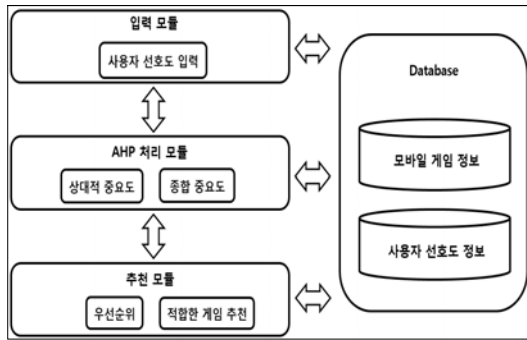 입력 모듈
사용자 선호도 입력
AHP 처리 모듈
상대적 중요도
종합 중요도
추천 모듈
우선순위
적합한 게임 추천
Database
모바일 게임 정보
사용자 선호도 정보